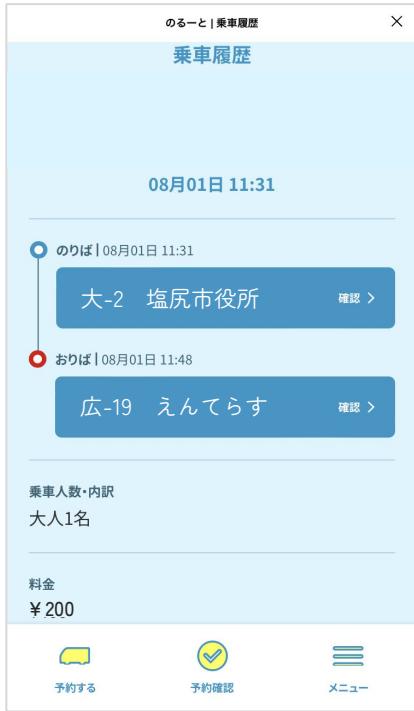 のるーと | 乗車履歴
乗車履歴
08月01日 11:31
のりば | 08月01日 11:31
大-2 塩尻市役所 確認
おりば | 08月01日 11:48
広-19 えんてらす 確認
乗車人数・内訳
大人1名
料金
¥200
予約する 予約確認 メニュー